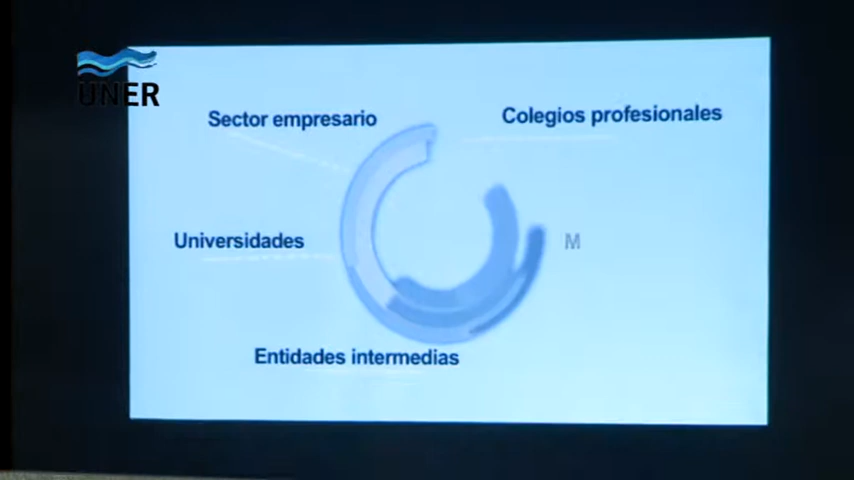 UNER
Sector empresario
Colegios profesionales
Universidades
M
Entidades intermedias